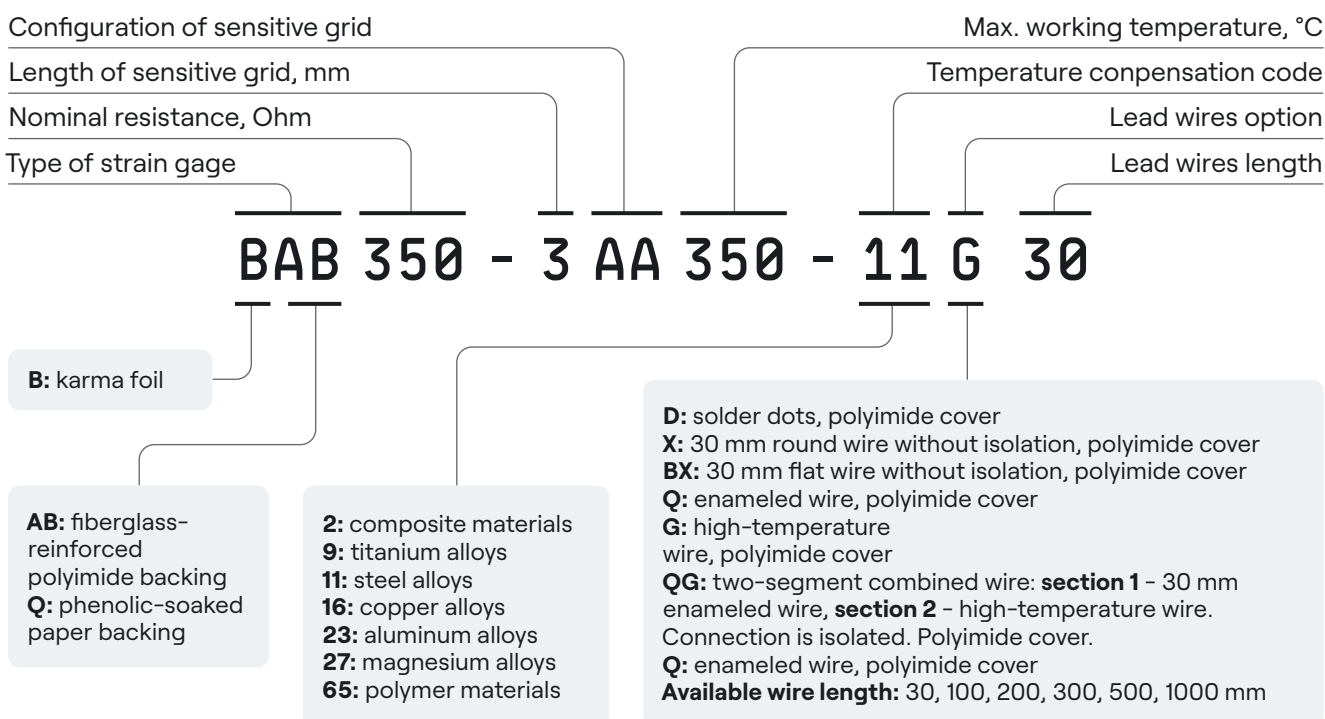 Configuration of sensitive grid
Length of sensitive grid, mm
Nominal resistance, Ohm
Type of strain gage
Max. working temperature, °C
Temperature conpensation code
Lead wires option
Lead wires length
BAB 350 - 3 AA 350 - 11 G 30
B: karma foil
AB: fiberglass-
reinforced
polyimide backing
Q: phenolic-soaked
paper backing
2: composite materials
9: titanium alloys
11: steel alloys
16: copper alloys
23: aluminum alloys
27: magnesium alloys
65: polymer materials
D: solder dots, polyimide cover
X: 30 mm round wire without isolation, polyimide cover
BX: 30 mm flat wire without isolation, polyimide cover
Q: enameled wire, polyimide cover
G: high-temperature
wire, polyimide cover
QG: two-segment combined wire: section 1 - 30 mm
enameled wire, section 2 - high-temperature wire.
Connection is isolated. Polyimide cover.
Q: enameled wire, polyimide cover
Available wire length: 30, 100, 200, 300, 500, 1000 mm